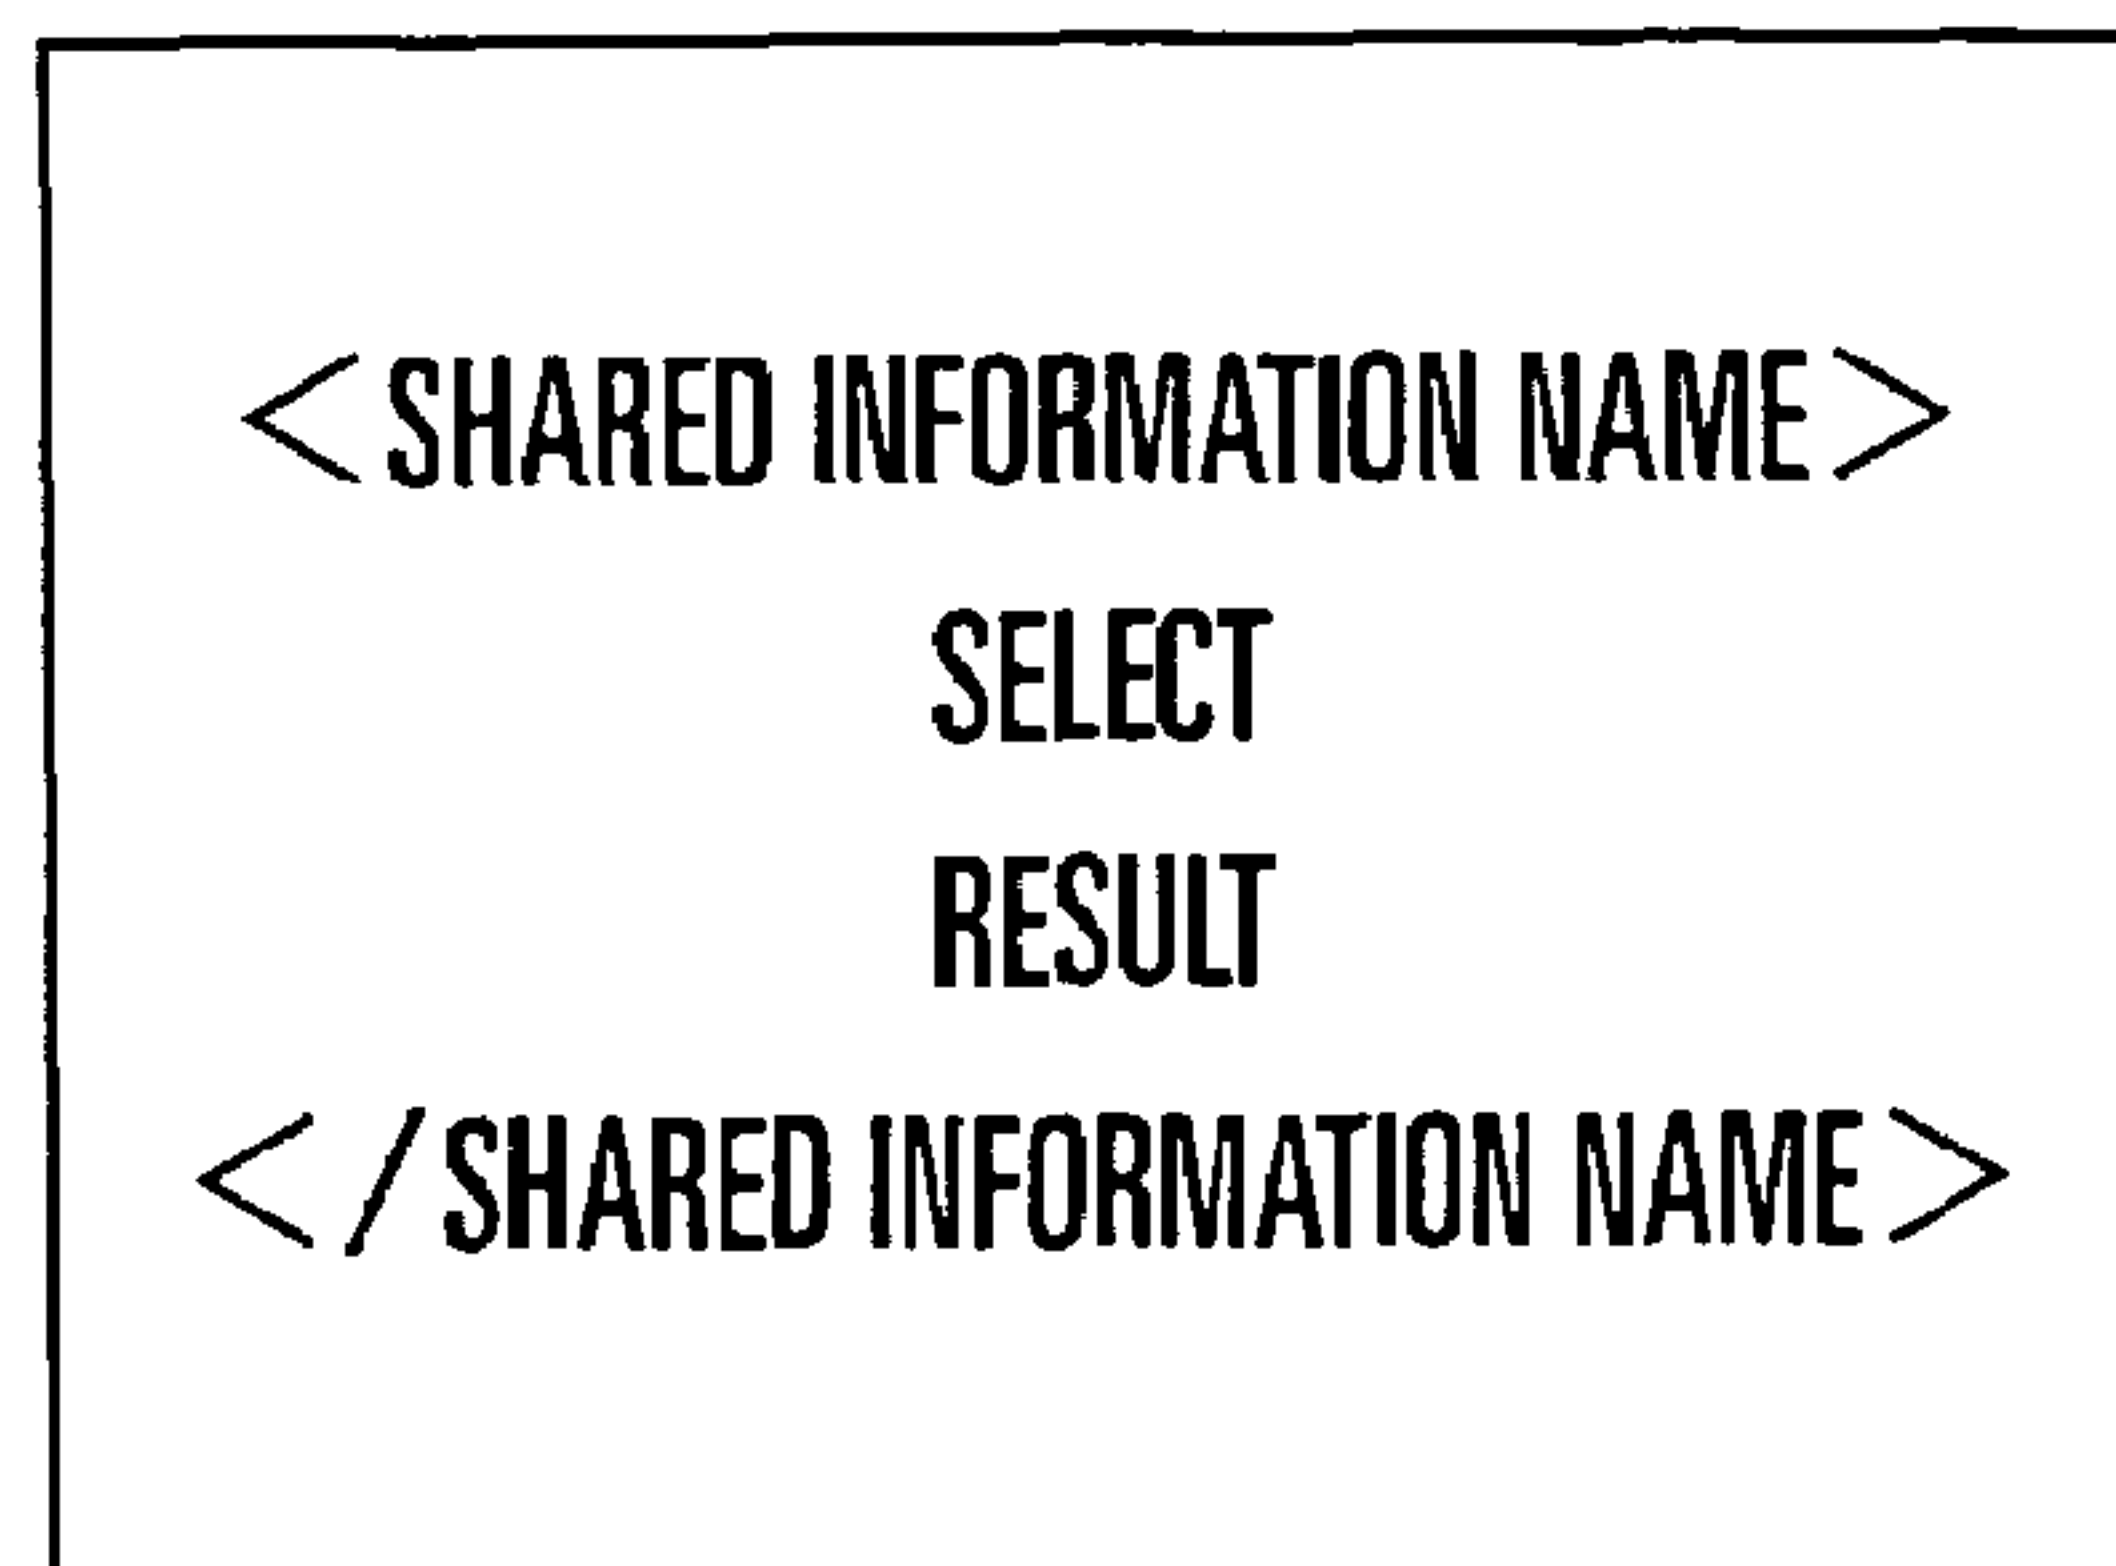 <SHARED INFORMATION NAME>
SELECT
RESULT
</SHARED INFORMATION NAME>